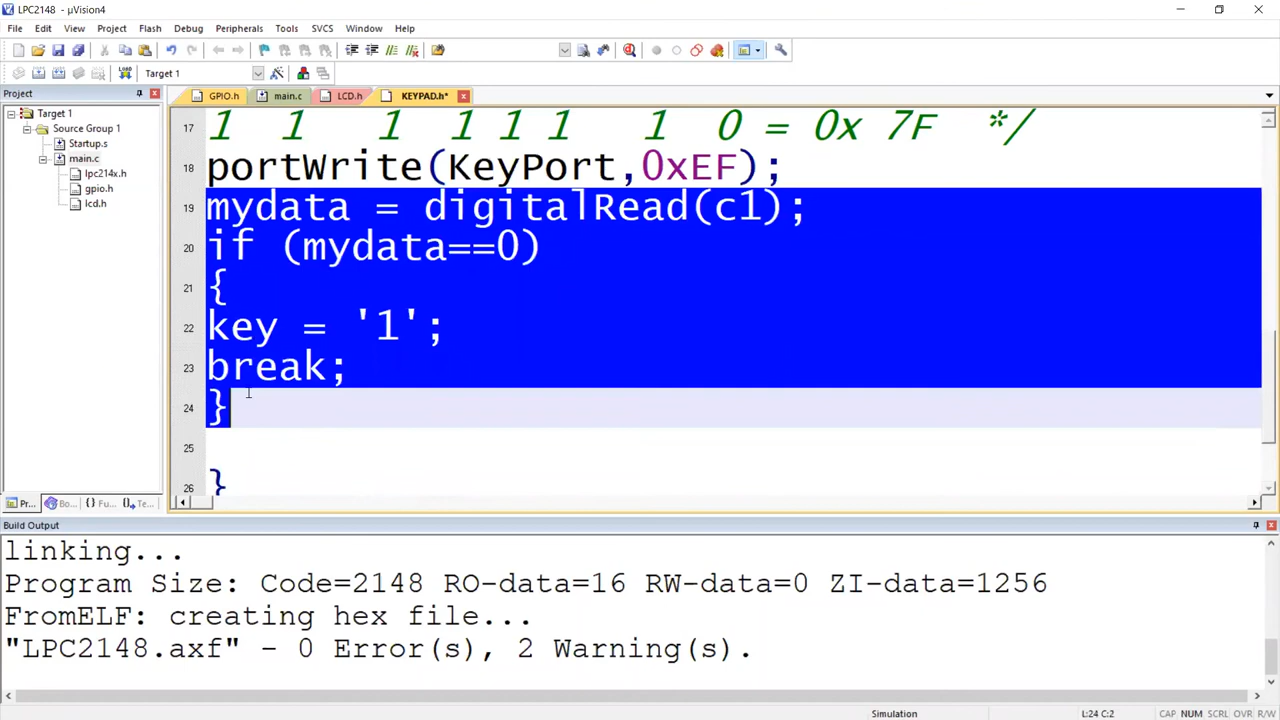 LPC2148 - µVision4
File Edit View Project Flash Debug Peripherals Tools SVCS Window Help
Target 1
Project
GPIO.h main.c LCD.h KEYPAD.h*
Target 1
Source Group 1
Startup.s
main.c
lpc214x.h
gpio.h
lcd.h
17 1 1 1 1 1 1 1 0 = 0x 7F */
18 portWrite(KeyPort,0xEF);
19 mydata = digitalRead(c1);
20 if (mydata==0)
21 {
22 key = '1';
23 break;
24 }
25
26 }
Pr... Bo... {} Fu... Te...
Build Output
linking...
Program Size: Code=2148 RO-data=16 RW-data=0 ZI-data=1256
FromELF: creating hex file...
"LPC2148.axf" - 0 Error(s), 2 Warning(s).
Simulation L:24 C:2 CAP NUM SCRL OVR R/W